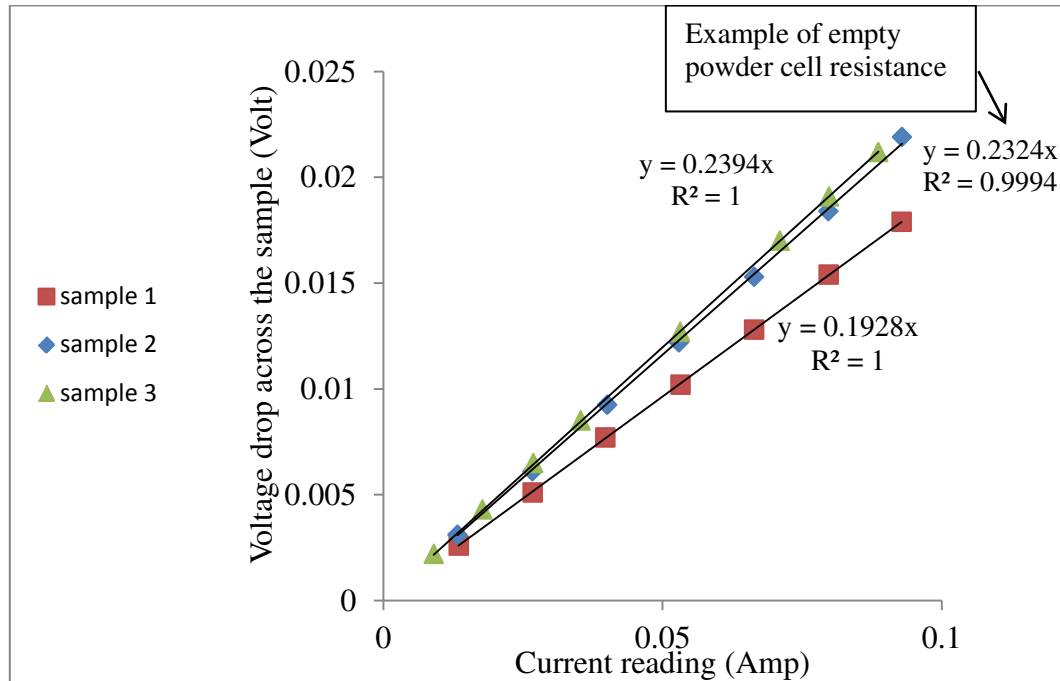 Example of empty
powder cell resistance
Voltage drop across the sample (Volt)
0.025
0.02
0.015
0.01
0.005
0
y = 0.2394x
R² = 1
y = 0.2324x
R² = 0.9994
y = 0.1928x
R² = 1
sample 1
sample 2
sample 3
0
0.05
0.1
Current reading (Amp)